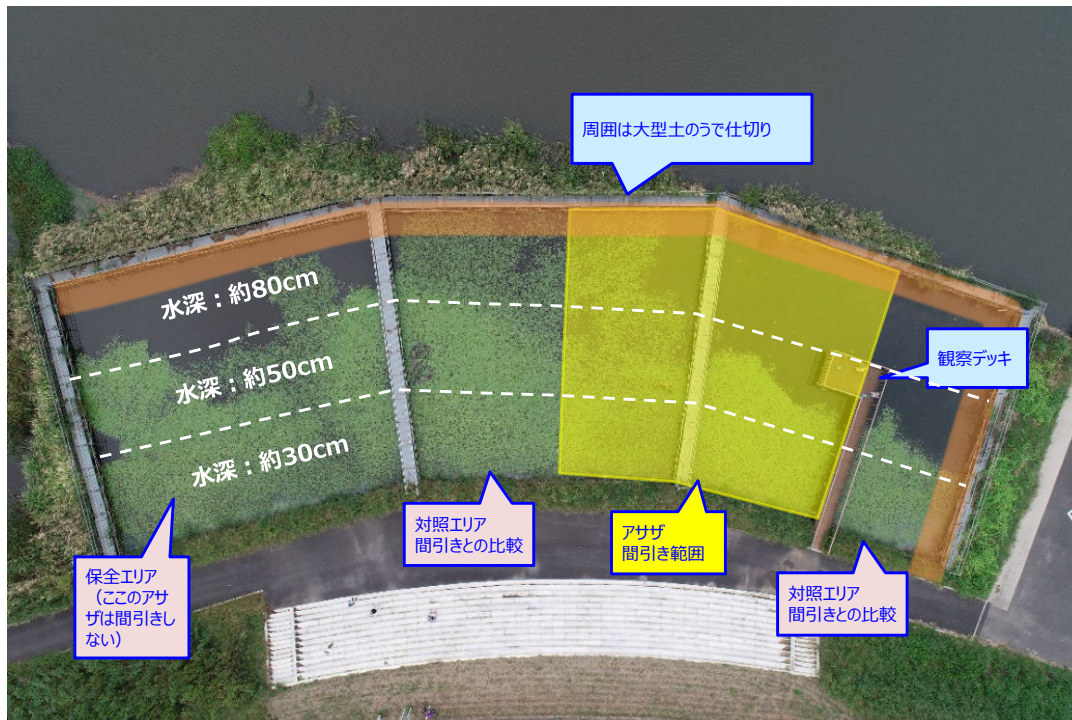 周囲は大型土のうで仕切り
水深：約80cm
水深：約50cm
水深：約30cm
観察デッキ
対照エリア
間引きとの比較
アサザ
間引き範囲
保全エリア
（ここのアサ
ザは間引きし
ない）
対照エリア
間引きとの比較